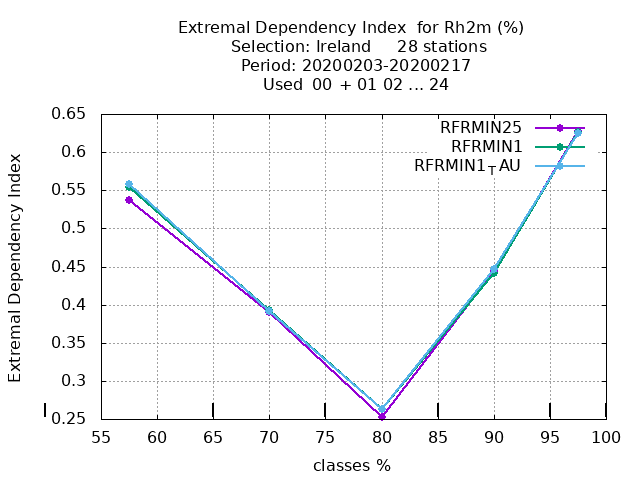 Extremal Dependency Index  for Rh2m (%)
Selection: Ireland     28 stations
Period: 20200203-20200217
Used  00 + 01 02 ... 24
RFRMIN25
RFRMIN1
RFRMIN1TAU
Extremal Dependency Index
0.65
0.6
0.55
0.5
0.45
0.4
0.35
0.3
0.25
55 60 65 70 75 80 85 90 95 100
classes %